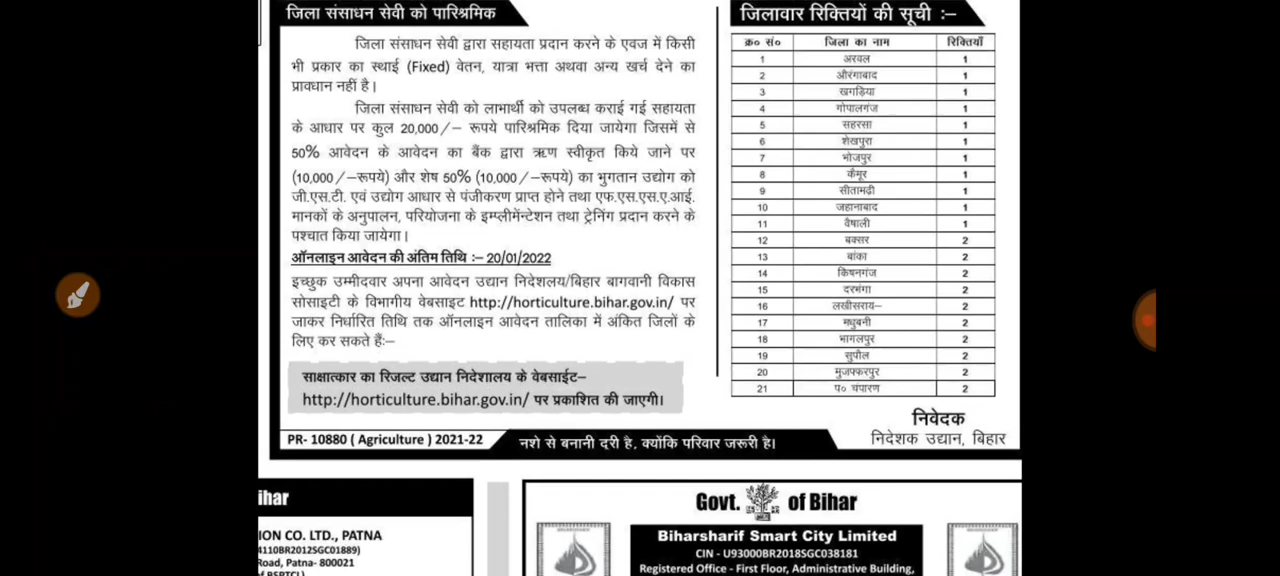 जिला संसाधन सेवी को पारिश्रमिक
जिला संसाधन सेवी द्वारा सहायता प्रदान करने के एवज में किसी
भी प्रकार का स्थाई (Fixed) वेतन, यात्रा भत्ता अथवा अन्य खर्च देने का
प्रावधान नहीं है।
जिला संसाधन सेवी को लाभार्थी को उपलब्ध कराई गई सहायता
के आधार पर कुल 20,000/– रूपये पारिश्रमिक दिया जायेगा जिसमें से
50% आवेदन के आवेदन का बैंक द्वारा ऋण स्वीकृत किये जाने पर
(10,000/–रूपये) और शेष 50% (10,000/–रूपये) का भुगतान उद्योग को
जी.एस.टी. एवं उद्योग आधार से पंजीकरण प्राप्त होने तथा एफ.एस.एस.ए.आई.
मानकों के अनुपालन, परियोजना के इम्प्लीमेंन्टेशन तथा ट्रेनिंग प्रदान करने के
पश्चात किया जायेगा।
ऑनलाइन आवेदन की अंतिम तिथि :– 20/01/2022
इच्छुक उम्मीदवार अपना आवेदन उद्यान निदेशलय/बिहार बागवानी विकास
सोसाइटी के विभागीय वेबसाइट http://horticulture.bihar.gov.in/ पर
जाकर निर्धारित तिथि तक ऑनलाइन आवेदन तालिका में अंकित जिलों के
लिए कर सकते हैं:–
साक्षात्कार का रिजल्ट उद्यान निदेशालय के वेबसाईट–
http://horticulture.bihar.gov.in/ पर प्रकाशित की जाएगी।
PR- 10880 ( Agriculture ) 2021-22
नशे से बनानी दूरी है, क्योंकि परिवार जरूरी है।
जिलावार रिक्तियों की सूची :–
क्र० सं० जिला का नाम रिक्तियाँ
1 अरवल 1
2 औरंगाबाद 1
3 खगड़िया 1
4 गोपालगंज 1
5 सहरसा 1
6 शेखपुरा 1
7 भोजपुर 1
8 कैमूर 1
9 सीतामढ़ी 1
10 जहानाबाद 1
11 वैषाली 1
12 बक्सर 2
13 बांका 2
14 किषनगंज 2
15 दरभंगा 2
16 लखीसराय– 2
17 मधुबनी 2
18 भागलपुर 2
19 सुपौल 2
20 मुजफ्फरपुर 2
21 प० चंपारण 2
निवेदक
निदेशक उद्यान, बिहार
ihar
ION CO. LTD., PATNA
4110BR2012SGC01889)
Road, Patna- 800021
of BSBTCL)
Govt. of Bihar
Biharsharif Smart City Limited
CIN - U93000BR2018SGC038181
Registered Office - First Floor, Administrative Building,